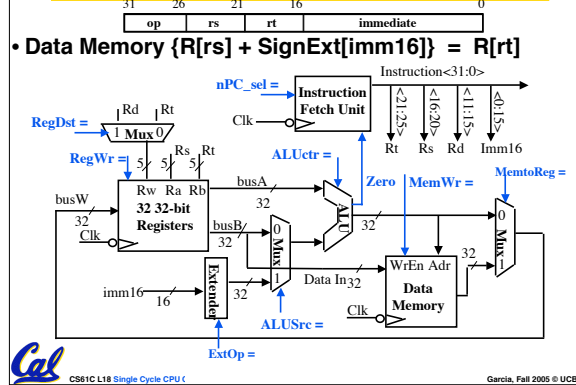 31 26 21 16 0
op rs rt immediate
• Data Memory {R[rs] + SignExt[imm16]} = R[rt]
Instruction<31:0>
nPC_sel =
Instruction
Fetch Unit
Clk
<21:25>
<16:20>
<11:15>
<0:15>
Rt Rs Rd Imm16
Rd Rt
RegDst =
1 Mux 0
RegWr =
5 5 5
Rs Rt
ALUctr =
Zero
MemWr =
MemtoReg =
Rw Ra Rb
busW
32
32 32-bit
Registers
Clk
busA
32
busB
32
ALU
32
0
Mux
1
0
Mux
1
32
imm16
16
Extender
32
Data In
32
WrEn Adr
Data
Memory
Clk
ALUSrc =
ExtOp =
Cal
CS61C L18 Single Cycle CPU (
Garcia, Fall 2005 © UCB